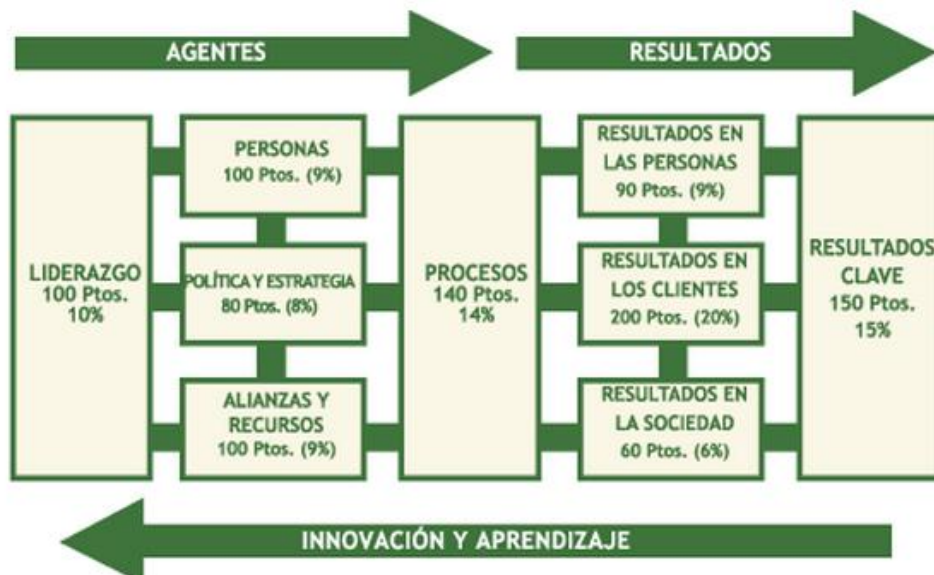 AGENTES
RESULTADOS
LIDERAZGO
100 Ptos.
10%
PERSONAS
100 Ptos. (9%)
POLÍTICA Y ESTRATEGIA
80 Ptos. (8%)
ALIANZAS Y
RECURSOS
100 Ptos. (9%)
PROCESOS
140 Ptos.
14%
RESULTADOS EN
LAS PERSONAS
90 Ptos. (9%)
RESULTADOS EN
LOS CLIENTES
200 Ptos. (20%)
RESULTADOS EN
LA SOCIEDAD
60 Ptos. (6%)
RESULTADOS
CLAVE
150 Ptos.
15%
INNOVACIÓN Y APRENDIZAJE